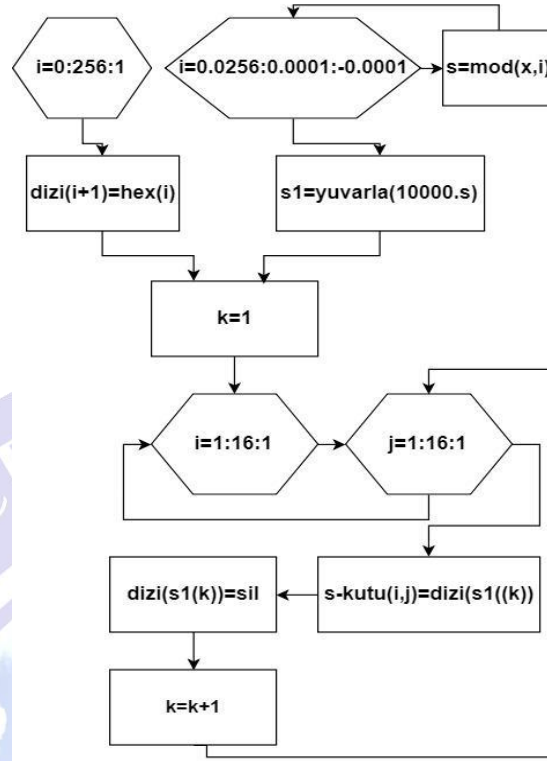 i=0:256:1
i=0.0256:0.0001:-0.0001
s=mod(x,i)
dizi(i+1)=hex(i)
s1=yuvarla(10000.s)
k=1
i=1:16:1
j=1:16:1
dizi(s1(k))=sil
s-kutu(i,j)=dizi(s1((k))
k=k+1